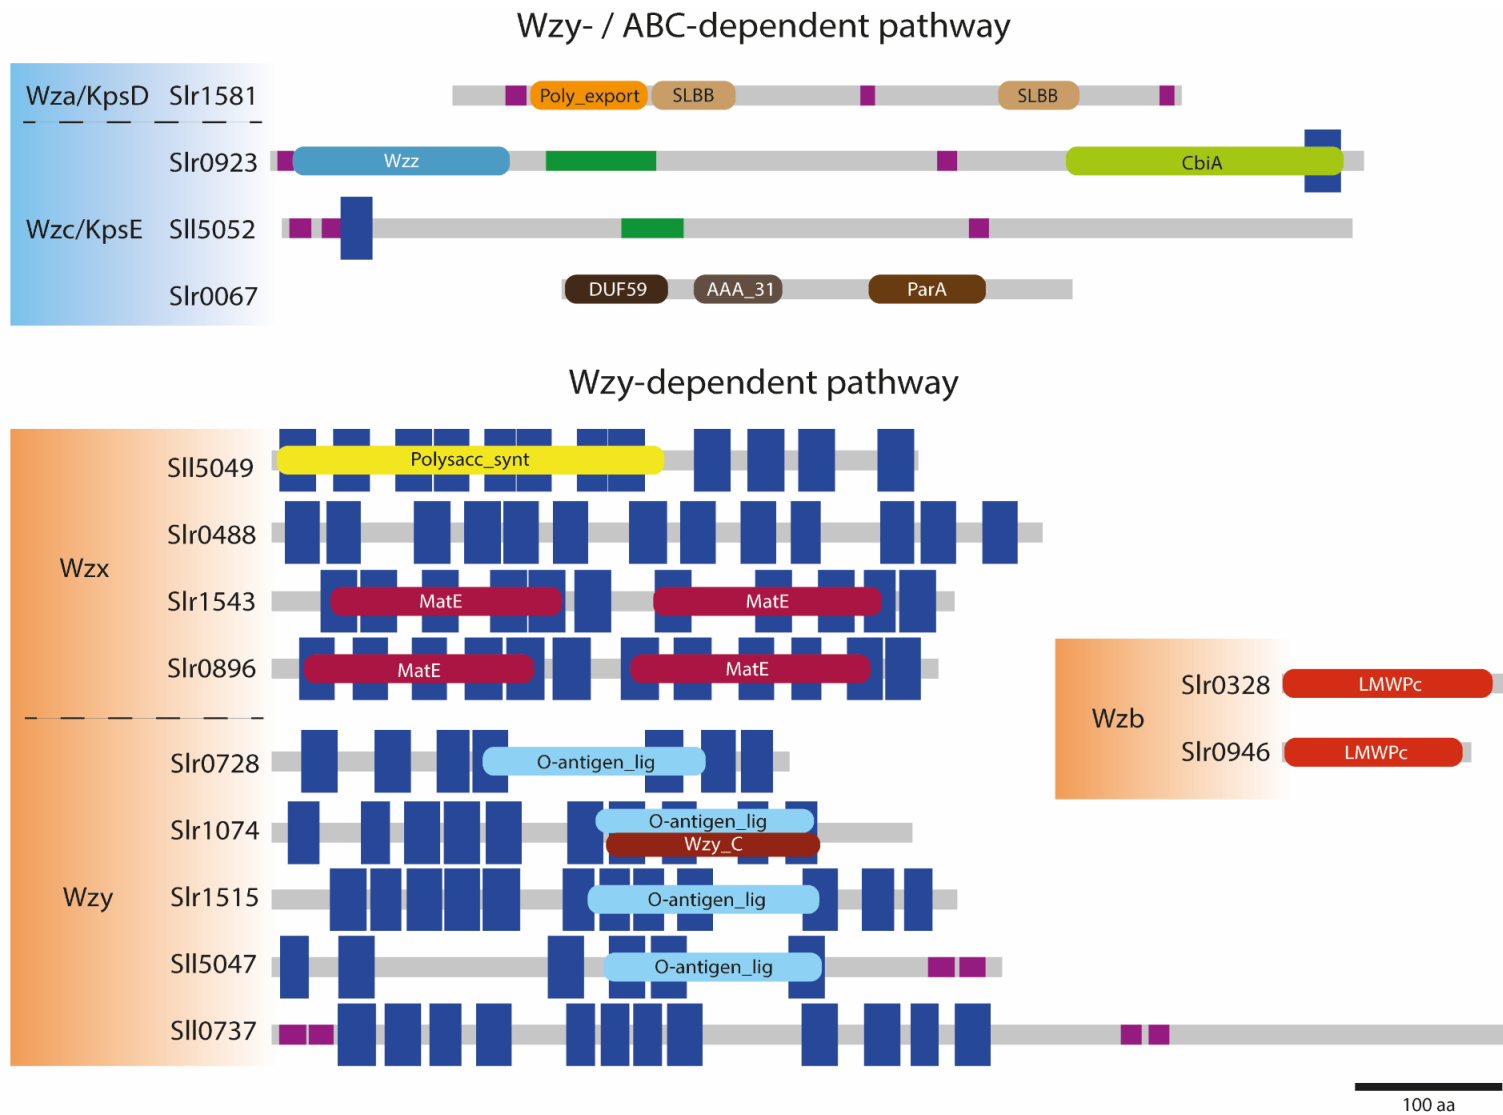 Wzy- / ABC-dependent pathway
Wza/KpsD Slr1581 Poly_export SLBB SLBB
Slr0923 Wzz CbiA
Wzc/KpsE Sll5052
Slr0067 DUF59 AAA_31 ParA
Wzy-dependent pathway
Sll5049 Polysacc_synt
Slr0488
Wzx
Slr1543 MatE MatE
Slr0896 MatE MatE
Slr0328 LMWPc
Wzb
Slr0946 LMWPc
Slr0728 O-antigen_lig
Slr1074 O-antigen_lig
Wzy_C
Wzy Slr1515 O-antigen_lig
Sll5047 O-antigen_lig
Sll0737
100 aa